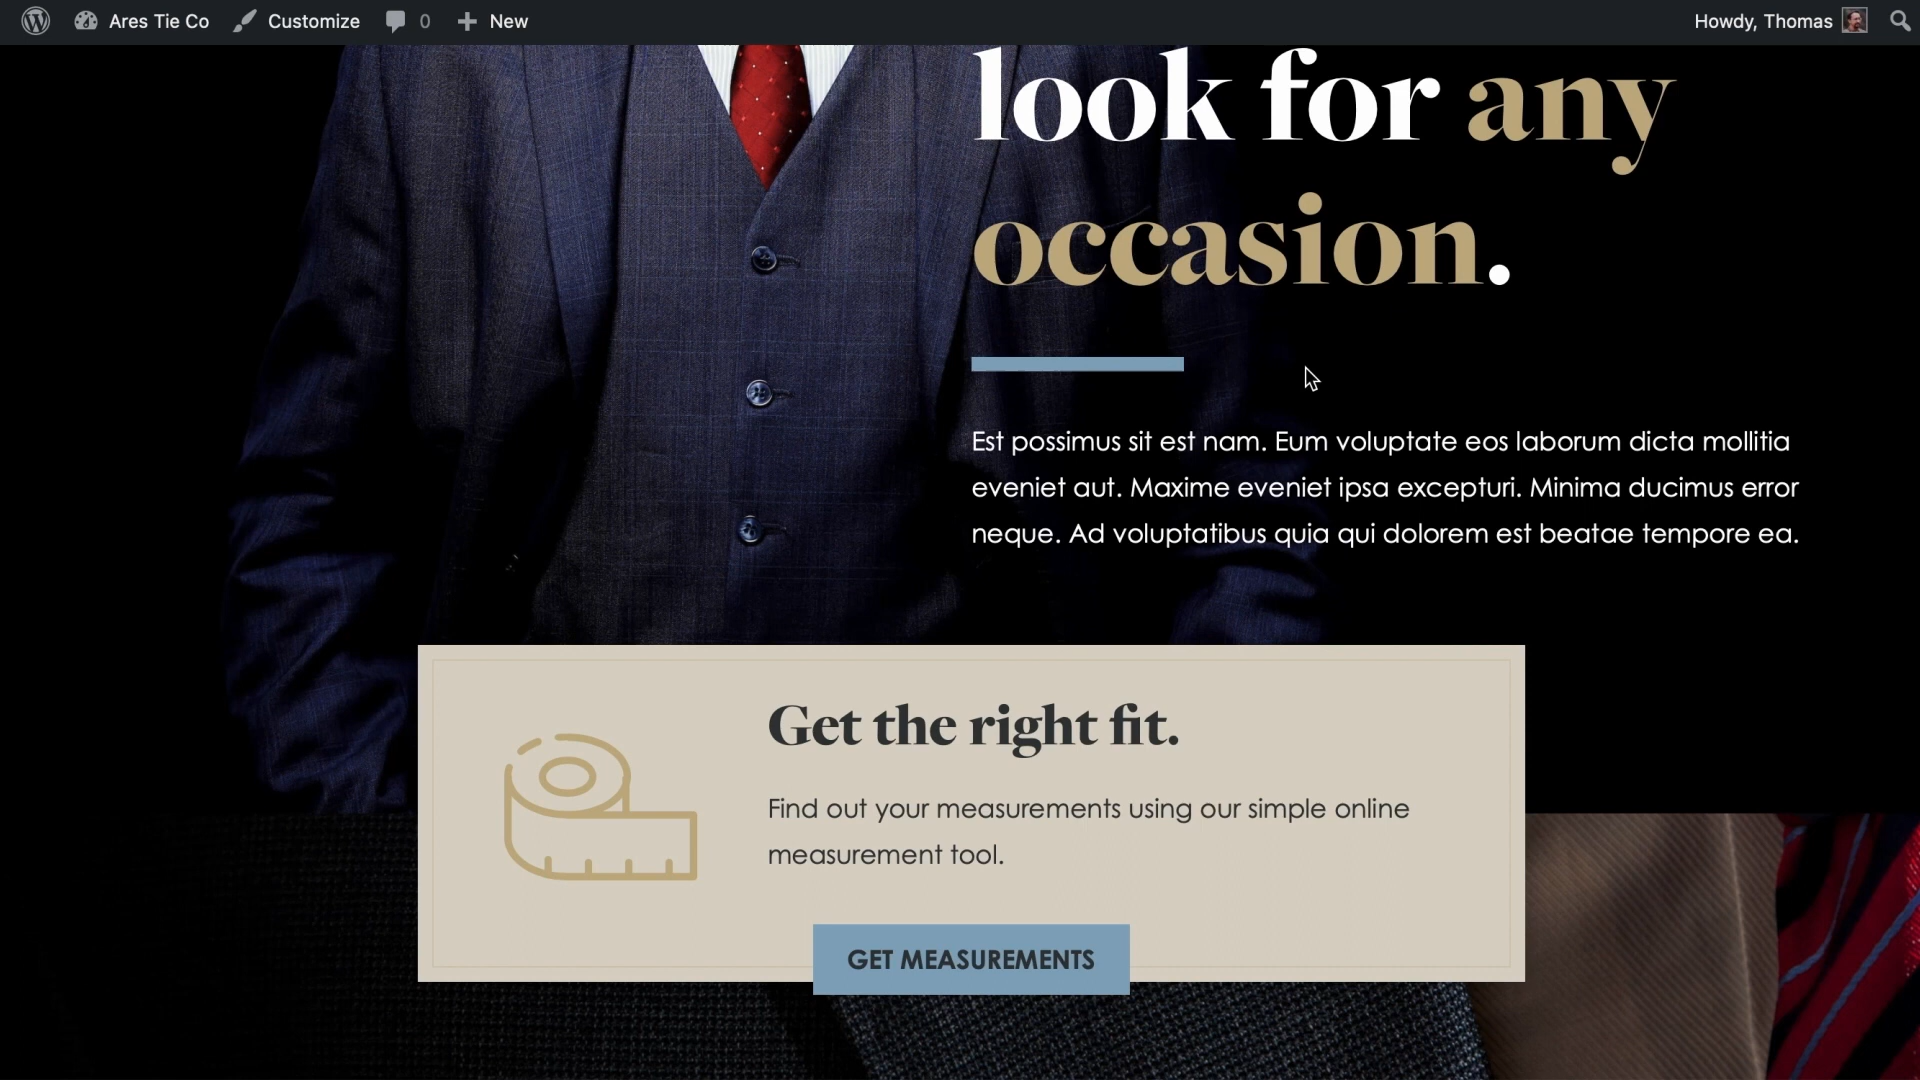 Ares Tie Co Customize 0 New Howdy, Thomas
look for any
occasion.
Est possimus sit est nam. Eum voluptate eos laborum dicta mollitia
eveniet aut. Maxime eveniet ipsa excepturi. Minima ducimus error
neque. Ad voluptatibus quia qui dolorem est beatae tempore ea.
Get the right fit.
Find out your measurements using our simple online
measurement tool.
GET MEASUREMENTS